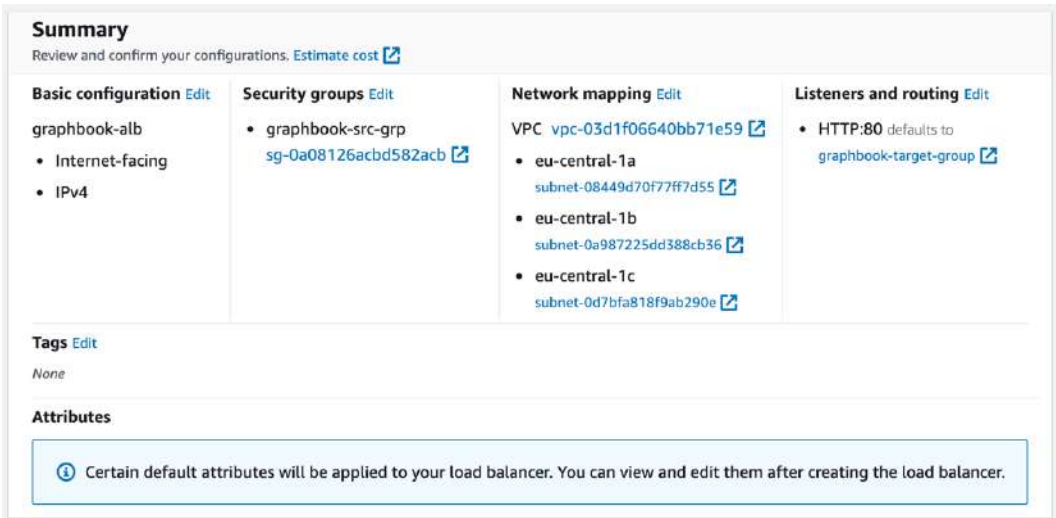 Summary
Review and confirm your configurations. Estimate cost
Basic configuration Edit
graphbook-alb
• Internet-facing
• IPv4
Security groups Edit
• graphbook-src-grp
sg-0a08126acbd582acb
Network mapping Edit
VPC vpc-03d1f06640bb71e59
• eu-central-1a
subnet-08449d70f77ff7d55
• eu-central-1b
subnet-0a987225dd388cb36
• eu-central-1c
subnet-0d7bfa818f9ab290e
Listeners and routing Edit
• HTTP:80 defaults to
graphbook-target-group
Tags Edit
None
Attributes
Certain default attributes will be applied to your load balancer. You can view and edit them after creating the load balancer.